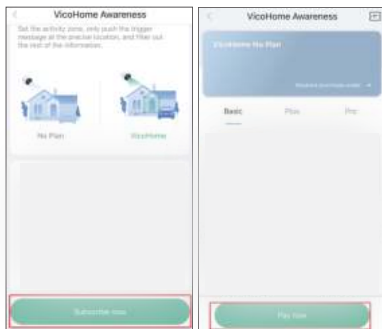 VicoHome Awareness
Set the activity zone, only push the trigger
message at the precise location, and filter out
the rest of the information.
No Plan
VicoHome
Subscribe now
VicoHome Awareness
VicoHome No Plan
Basic
Plus
Pro
Pay now